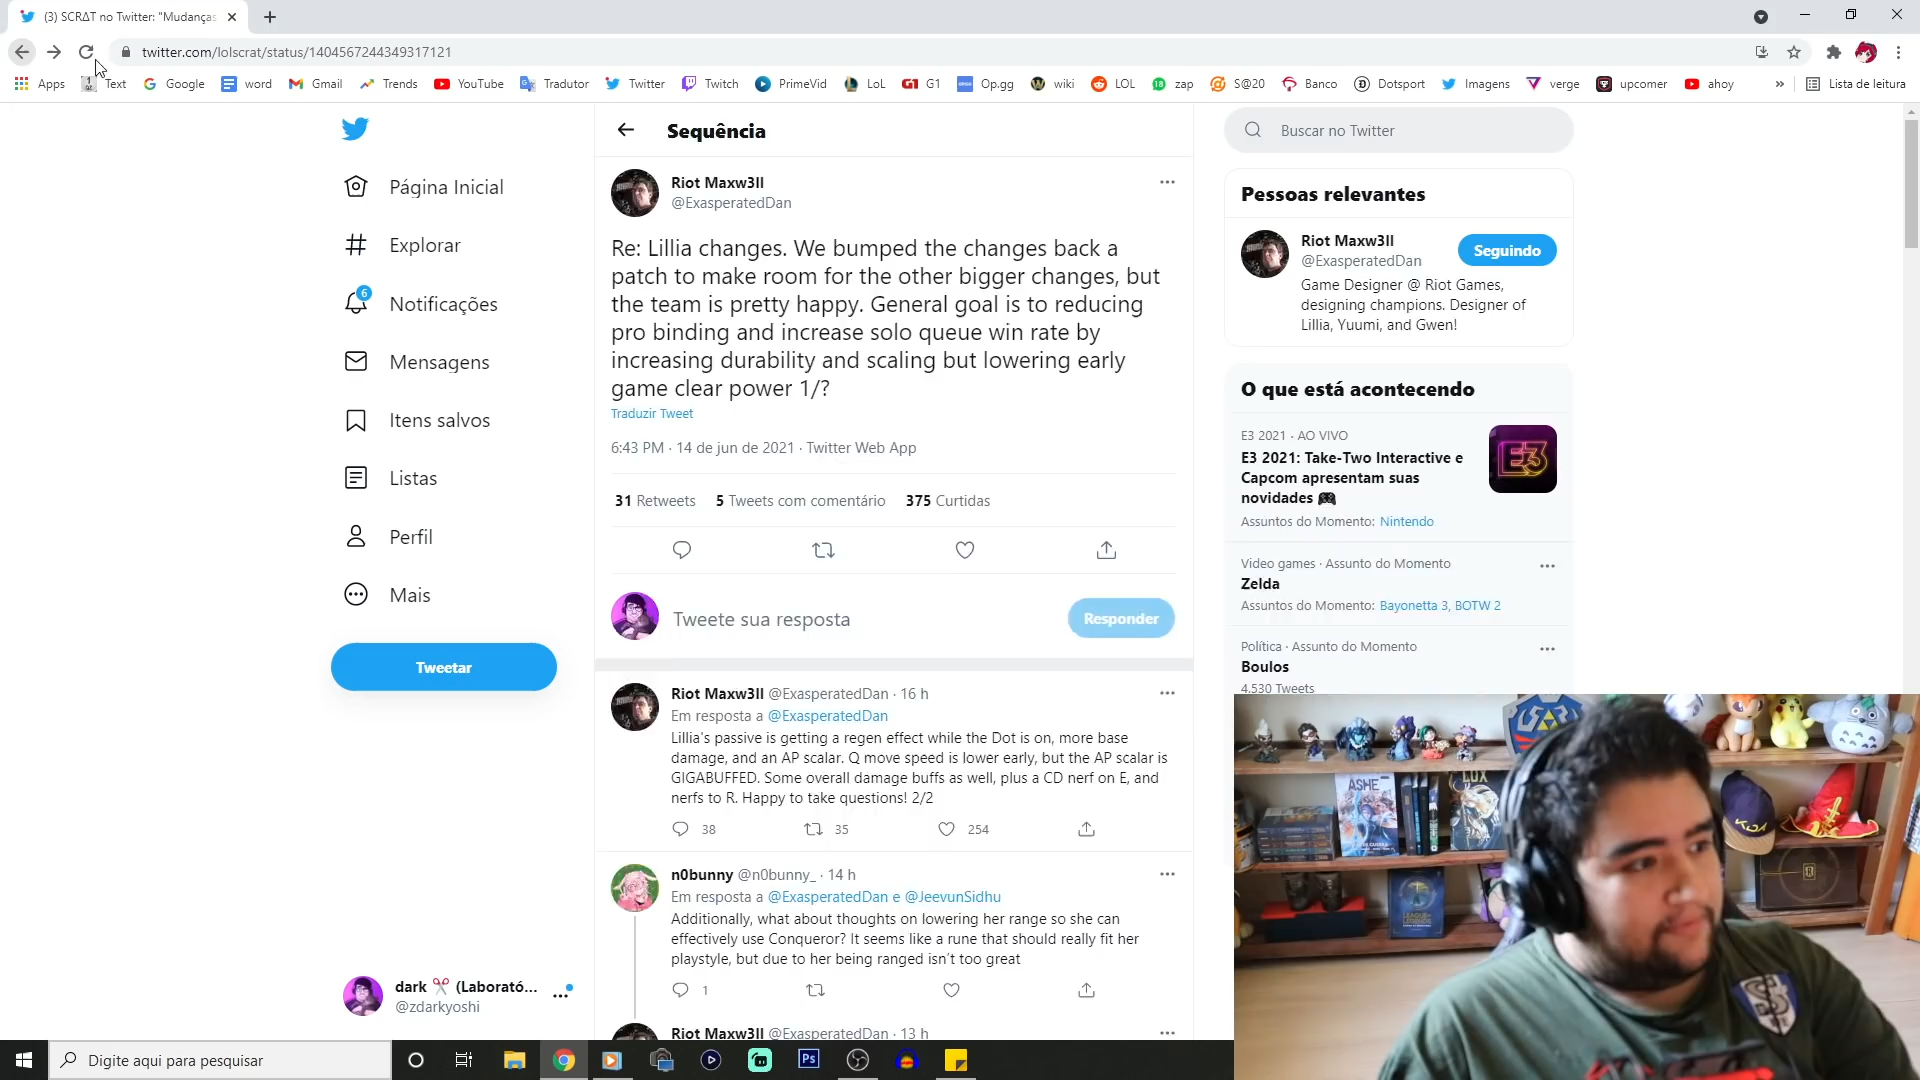 (3) SCRΔT no Twitter: "Mudanças
twitter.com/lolscrat/status/1404567244349317121
Apps
Text
Google
word
Gmail
Trends
YouTube
Tradutor
Twitter
Twitch
PrimeVid
LoL
G1
Op.gg
wiki
LOL
zap
S@20
Banco
Dotsport
Imagens
verge
upcomer
ahoy
»
Lista de leitura
Página Inicial
Explorar
6
Notificações
Mensagens
Itens salvos
Listas
Perfil
Mais
Tweetar
dark ✂️ (Laborató...
@zdarkyoshi
Sequência
Riot Maxw3ll
@ExasperatedDan
Re: Lillia changes. We bumped the changes back a
patch to make room for the other bigger changes, but
the team is pretty happy. General goal is to reducing
pro binding and increase solo queue win rate by
increasing durability and scaling but lowering early
game clear power 1/?
Traduzir Tweet
6:43 PM · 14 de jun de 2021 · Twitter Web App
31 Retweets 5 Tweets com comentário 375 Curtidas
Tweete sua resposta
Responder
Riot Maxw3ll @ExasperatedDan · 16 h
Em resposta a @ExasperatedDan
Lillia's passive is getting a regen effect while the Dot is on, more base
damage, and an AP scalar. Q move speed is lower early, but the AP scalar is
GIGABUFFED. Some overall damage buffs as well, plus a CD nerf on E, and
nerfs to R. Happy to take questions! 2/2
38 35 254
n0bunny @n0bunny_ · 14 h
Em resposta a @ExasperatedDan e @JeevunSidhu
Additionally, what about thoughts on lowering her range so she can
effectively use Conqueror? It seems like a rune that should really fit her
playstyle, but due to her being ranged isn't too great
1
Riot Maxw3ll @ExasperatedDan · 13 h
Buscar no Twitter
Pessoas relevantes
Riot Maxw3ll
@ExasperatedDan
Seguindo
Game Designer @ Riot Games,
designing champions. Designer of
Lillia, Yuumi, and Gwen!
O que está acontecendo
E3 2021 · AO VIVO
E3 2021: Take-Two Interactive e
Capcom apresentam suas
novidades 🎮
Assuntos do Momento: Nintendo
E3
Video games · Assunto do Momento
Zelda
Assuntos do Momento: Bayonetta 3, BOTW 2
Política · Assunto do Momento
Boulos
4.530 Tweets
ASHE
LUX
LEAGUE OF
LEGENDS
Digite aqui para pesquisar
Ps